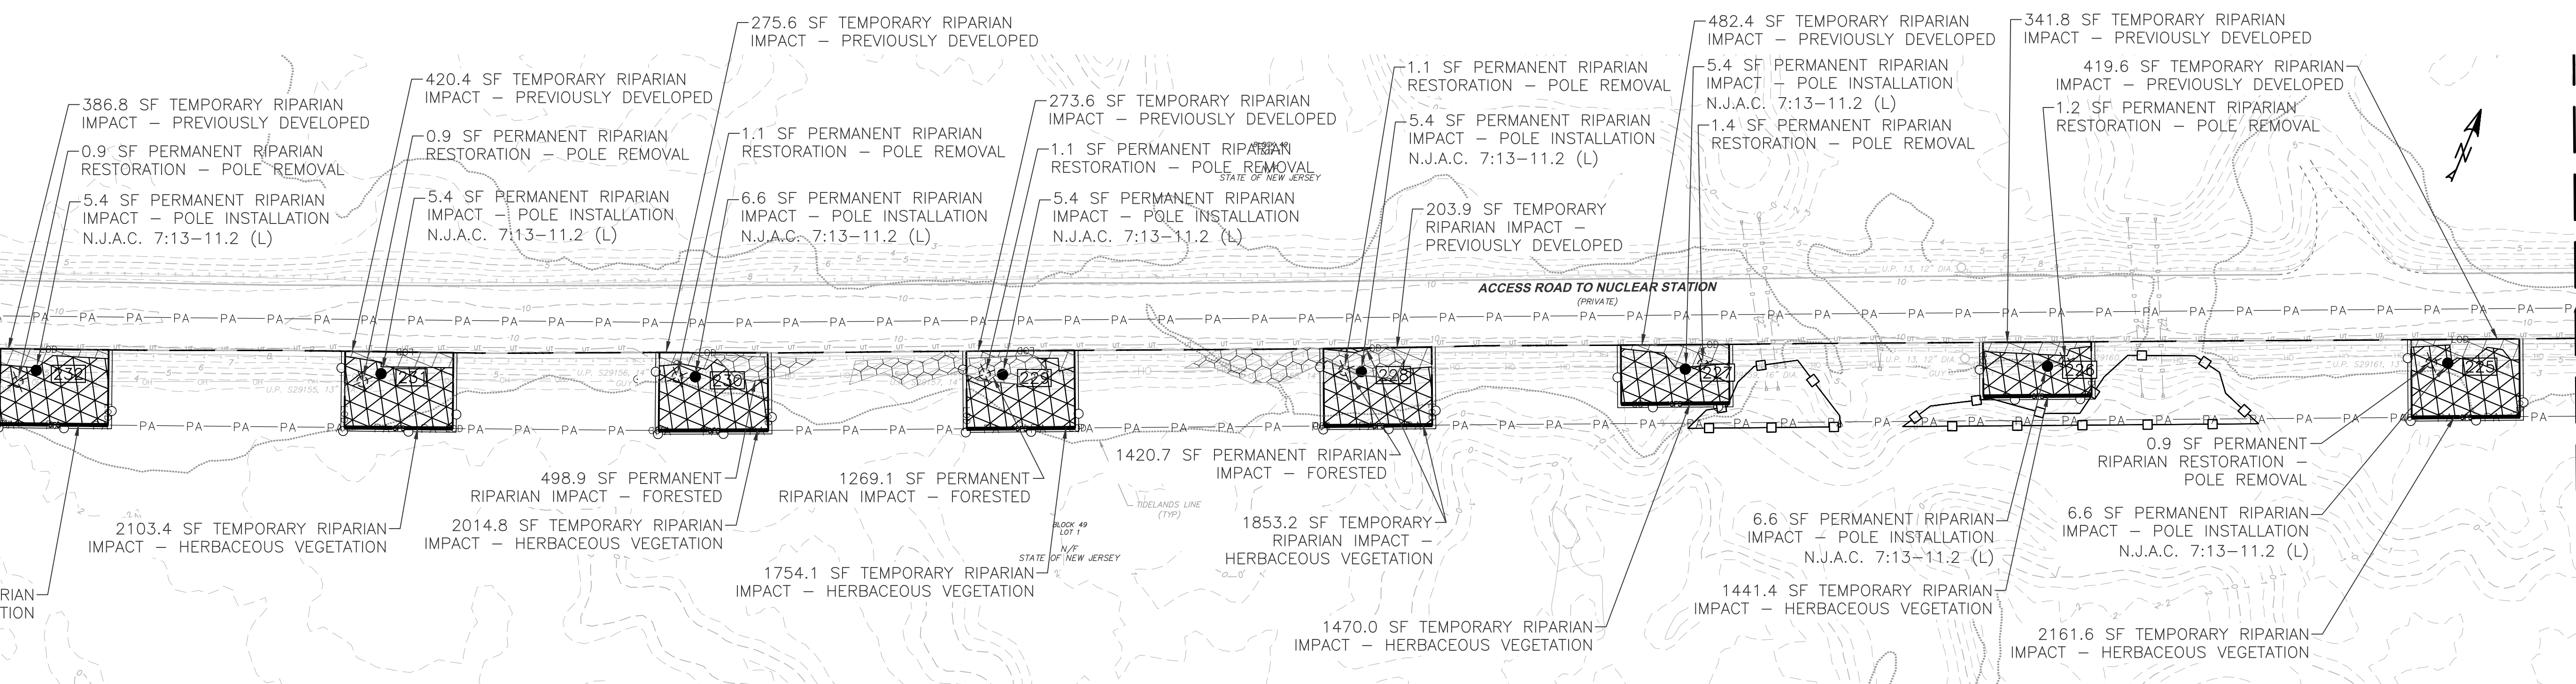 275.6 SF TEMPORARY RIPARIAN
IMPACT – PREVIOUSLY DEVELOPED
482.4 SF TEMPORARY RIPARIAN
IMPACT – PREVIOUSLY DEVELOPED
341.8 SF TEMPORARY RIPARIAN
IMPACT – PREVIOUSLY DEVELOPED
386.8 SF TEMPORARY RIPARIAN
IMPACT – PREVIOUSLY DEVELOPED
420.4 SF TEMPORARY RIPARIAN
IMPACT – PREVIOUSLY DEVELOPED
273.6 SF TEMPORARY RIPARIAN
IMPACT – PREVIOUSLY DEVELOPED
1.1 SF PERMANENT RIPARIAN
RESTORATION – POLE REMOVAL
5.4 SF PERMANENT RIPARIAN
IMPACT – POLE INSTALLATION
N.J.A.C. 7:13–11.2 (L)
419.6 SF TEMPORARY RIPARIAN
IMPACT – PREVIOUSLY DEVELOPED
0.9 SF PERMANENT RIPARIAN
RESTORATION – POLE REMOVAL
0.9 SF PERMANENT RIPARIAN
RESTORATION – POLE REMOVAL
1.1 SF PERMANENT RIPARIAN
RESTORATION – POLE REMOVAL
1.1 SF PERMANENT RIPARIAN
RESTORATION – POLE REMOVAL
STATE OF NEW JERSEY
5.4 SF PERMANENT RIPARIAN
IMPACT – POLE INSTALLATION
N.J.A.C. 7:13–11.2 (L)
1.4 SF PERMANENT RIPARIAN
RESTORATION – POLE REMOVAL
1.2 SF PERMANENT RIPARIAN
RESTORATION – POLE REMOVAL
N
5.4 SF PERMANENT RIPARIAN
IMPACT – POLE INSTALLATION
N.J.A.C. 7:13–11.2 (L)
5.4 SF PERMANENT RIPARIAN
IMPACT – POLE INSTALLATION
N.J.A.C. 7:13–11.2 (L)
6.6 SF PERMANENT RIPARIAN
IMPACT – POLE INSTALLATION
N.J.A.C. 7:13–11.2 (L)
5.4 SF PERMANENT RIPARIAN
IMPACT – POLE INSTALLATION
N.J.A.C. 7:13–11.2 (L)
203.9 SF TEMPORARY
RIPARIAN IMPACT –
PREVIOUSLY DEVELOPED
ACCESS ROAD TO NUCLEAR STATION
(PRIVATE)
U.P. 13, 12" DIA.
232
231
230
229
228
227
226
225
U.P. S29155, 13"
U.P. S29156, 14"
498.9 SF PERMANENT
RIPARIAN IMPACT – FORESTED
1269.1 SF PERMANENT
RIPARIAN IMPACT – FORESTED
1420.7 SF PERMANENT RIPARIAN
IMPACT – FORESTED
0.9 SF PERMANENT
RIPARIAN RESTORATION –
POLE REMOVAL
2103.4 SF TEMPORARY RIPARIAN
IMPACT – HERBACEOUS VEGETATION
2014.8 SF TEMPORARY RIPARIAN
IMPACT – HERBACEOUS VEGETATION
TIDELANDS LINE
(TYP)
BLOCK 49
LOT 1
N/F
STATE OF NEW JERSEY
1853.2 SF TEMPORARY
RIPARIAN IMPACT –
HERBACEOUS VEGETATION
6.6 SF PERMANENT RIPARIAN
IMPACT – POLE INSTALLATION
N.J.A.C. 7:13–11.2 (L)
6.6 SF PERMANENT RIPARIAN
IMPACT – POLE INSTALLATION
N.J.A.C. 7:13–11.2 (L)
1754.1 SF TEMPORARY RIPARIAN
IMPACT – HERBACEOUS VEGETATION
1441.4 SF TEMPORARY RIPARIAN
IMPACT – HERBACEOUS VEGETATION
1470.0 SF TEMPORARY RIPARIAN
IMPACT – HERBACEOUS VEGETATION
2161.6 SF TEMPORARY RIPARIAN
IMPACT – HERBACEOUS VEGETATION